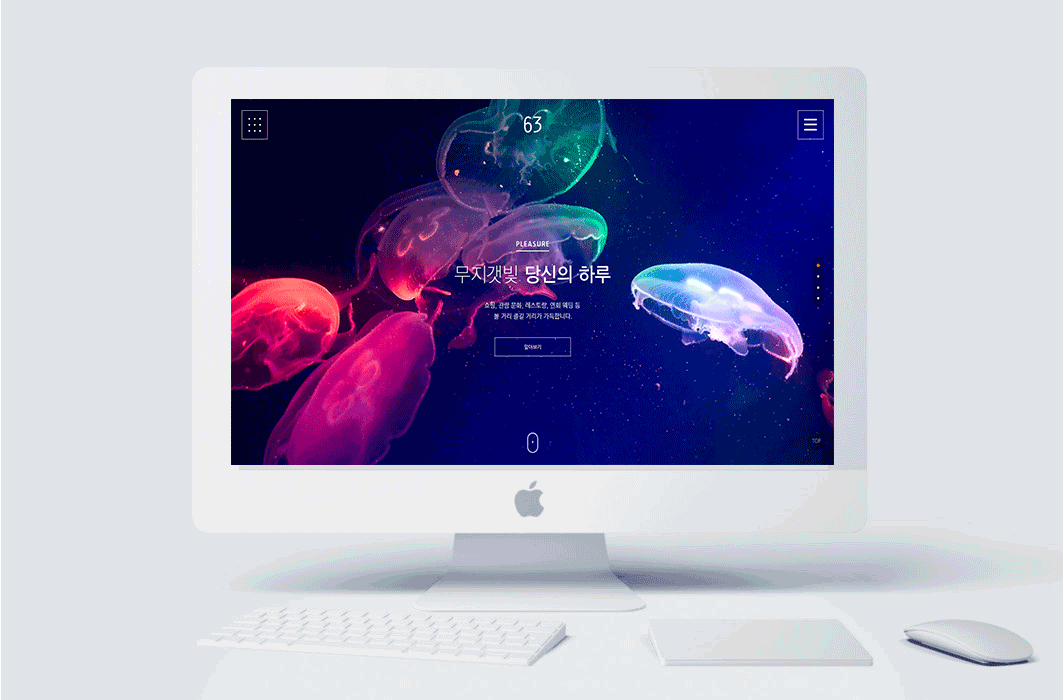 63
PLEASURE
무지갯빛 당신의 하루
쇼핑, 관람 문화, 레스토랑, 연회 웨딩 등
볼 거리 즐길 거리가 가득합니다.
알아보기
TOP